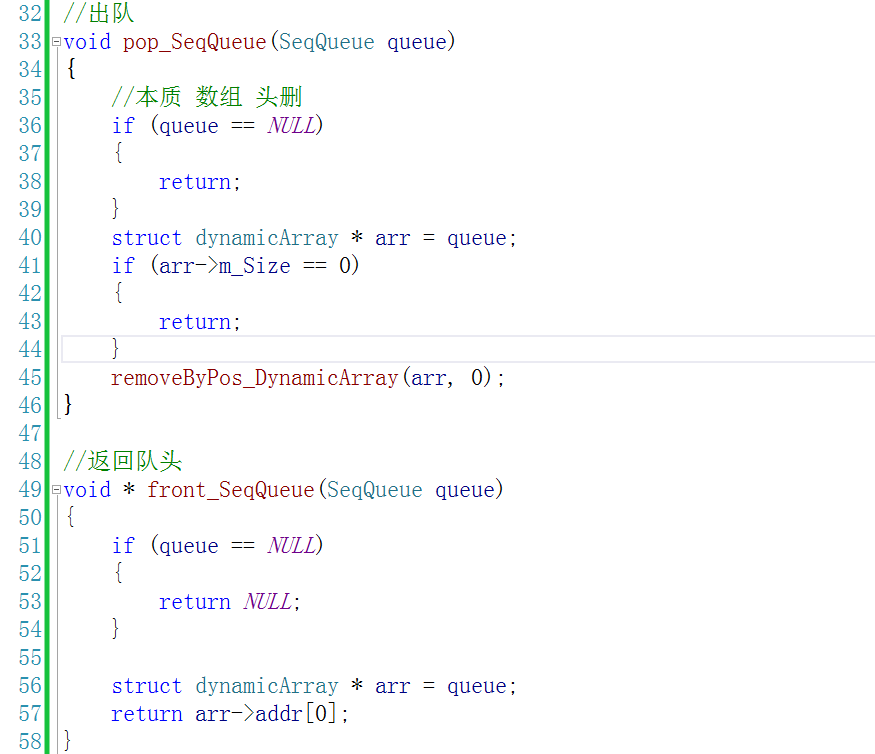 32 //出队
33 void pop_SeqQueue(SeqQueue queue)
34 {
35     //本质 数组 头删
36     if (queue == NULL)
37     {
38         return;
39     }
40     struct dynamicArray * arr = queue;
41     if (arr->m_Size == 0)
42     {
43         return;
44     }
45     removeByPos_DynamicArray(arr, 0);
46 }
47
48 //返回队头
49 void * front_SeqQueue(SeqQueue queue)
50 {
51     if (queue == NULL)
52     {
53         return NULL;
54     }
55
56     struct dynamicArray * arr = queue;
57     return arr->addr[0];
58 }